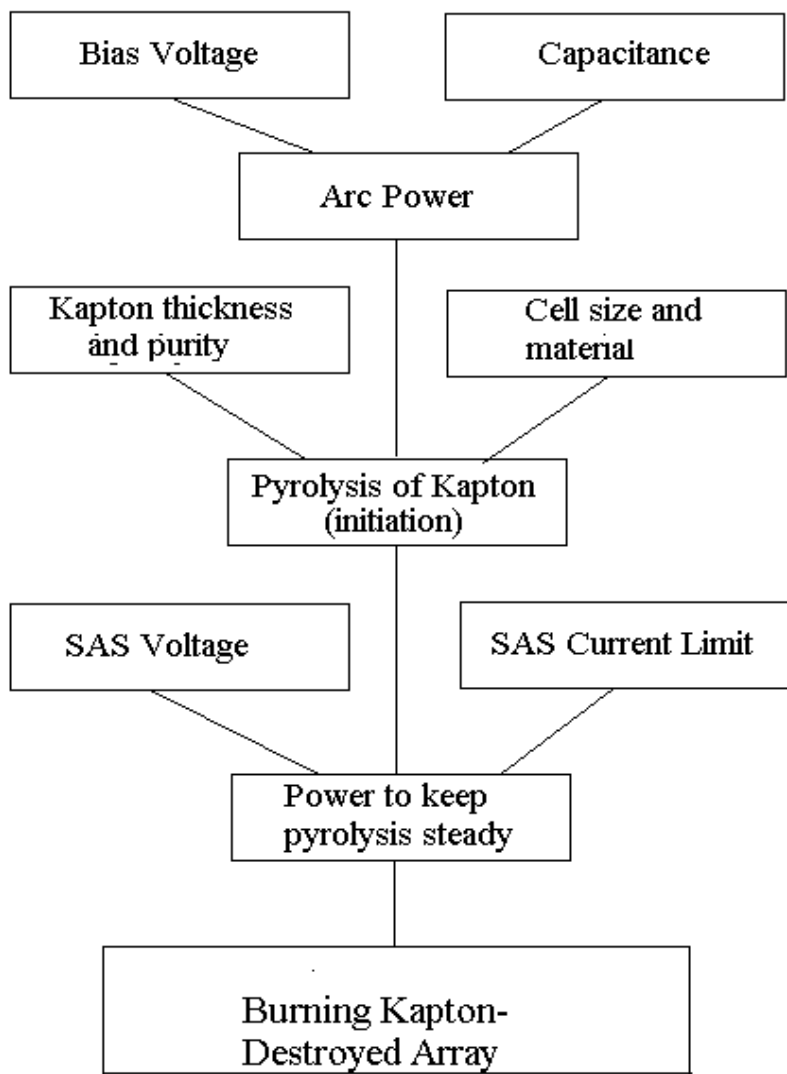 Bias Voltage
Capacitance
Arc Power
Kapton thickness
and purity
Cell size and
material
Pyrolysis of Kapton
(initiation)
SAS Voltage
SAS Current Limit
Power to keep
pyrolysis steady
Burning Kapton-
Destroyed Array